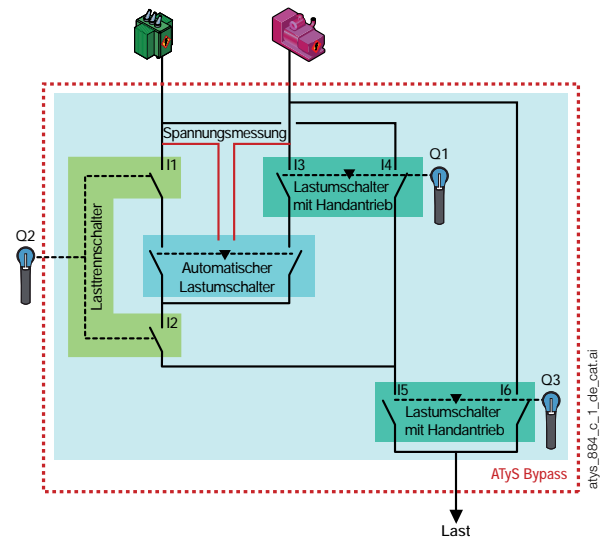 Spannungsmessung
I1
I3
I4
Q1
Lastumschalter
mit Handantrieb
Q2
Lasttrennschalter
Automatischer
Lastumschalter
I2
I5
I6
Q3
Lastumschalter
mit Handantrieb
ATyS Bypass
Last
atys_884_c_1_de_cat.ai